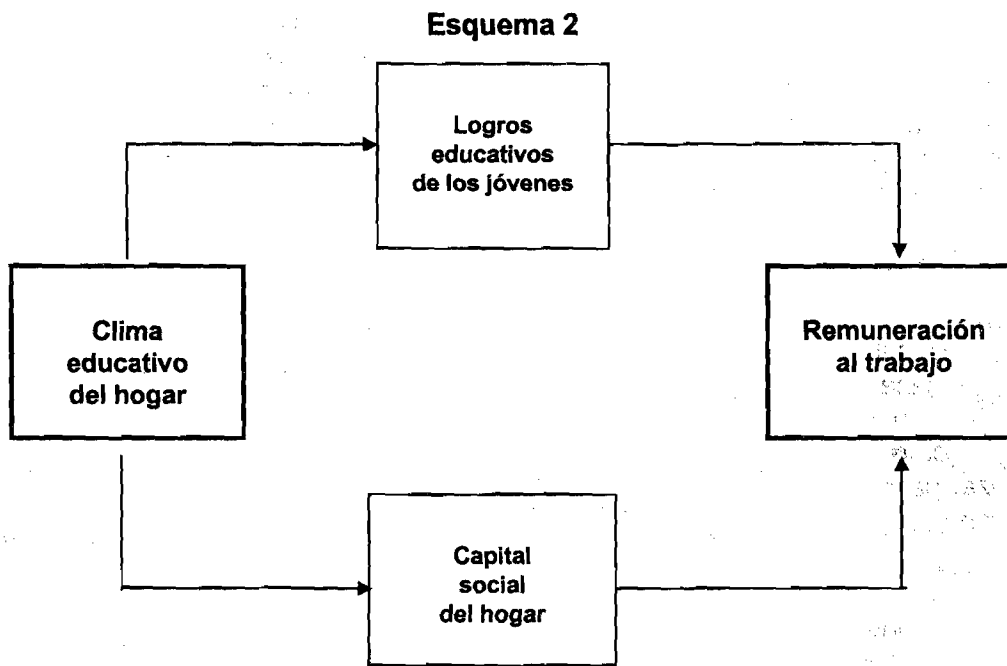 Esquema 2
Logros
educativos
de los jóvenes
Clima
educativo
del hogar
Remuneración
al trabajo
Capital
social
del hogar